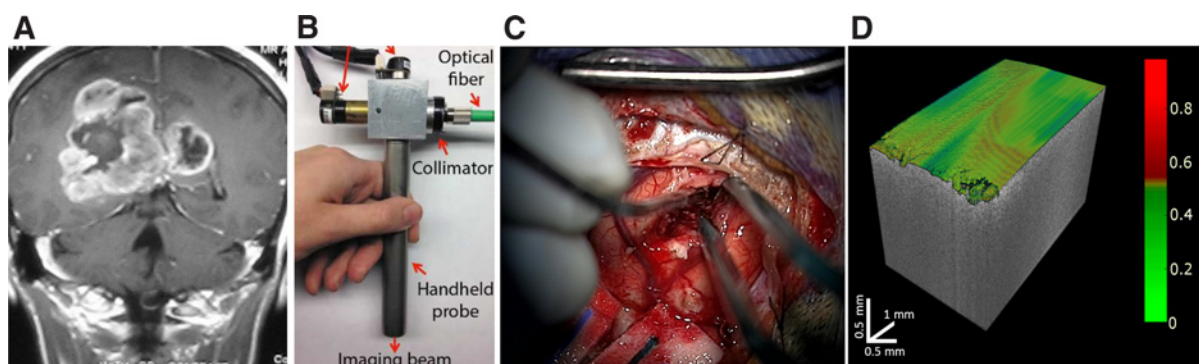 A
B
C
D
Optical
fiber
Collimator
Handheld
probe
Imaging beam
0.8
0.6
0.4
0.2
0
0.5 mm
1 mm
0.5 mm